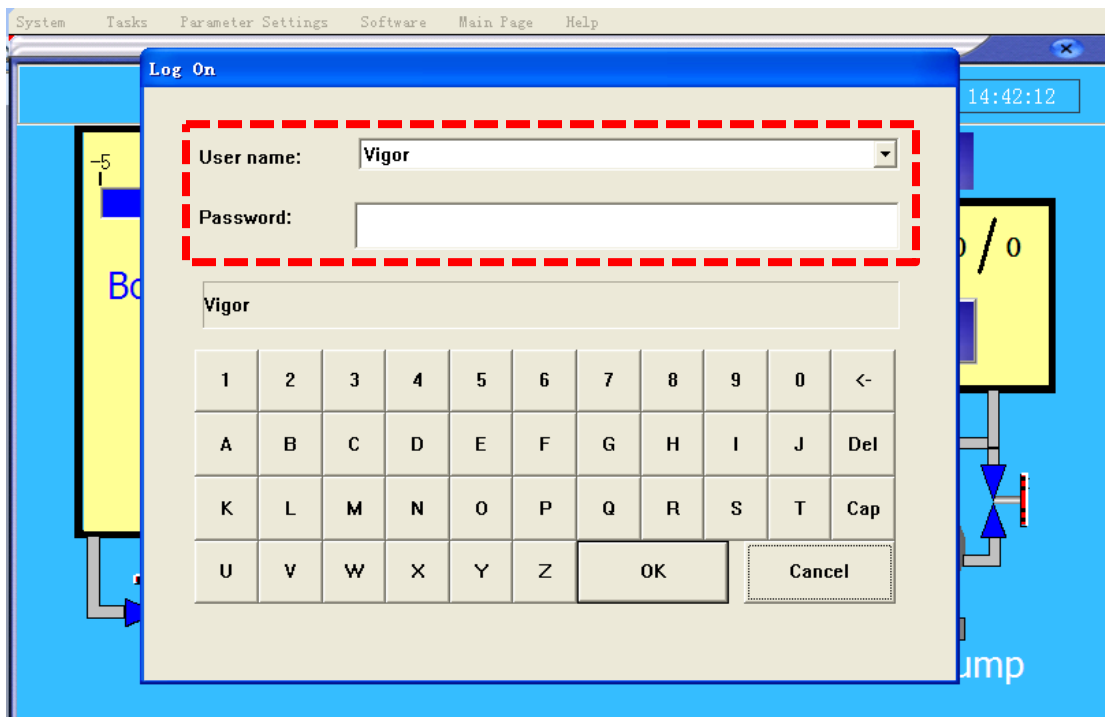 System Tasks Parameter Settings Software Main Page Help
Log On
14:42:12
User name: Vigor
-5
Password:
/ 0
Bo
Vigor
1 2 3 4 5 6 7 8 9 0 <-
A B C D E F G H I J Del
K L M N O P Q R S T Cap
U V W X Y Z OK Cancel
ump